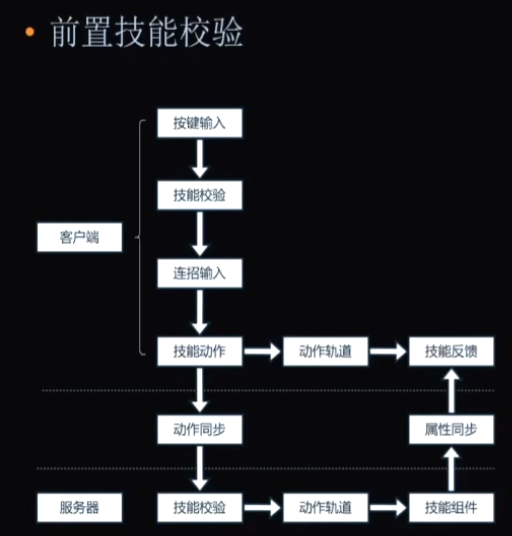 • 前置技能校验
按键输入
技能校验
客户端
连招输入
技能动作 动作轨道 技能反馈
动作同步 属性同步
服务器 技能校验 动作轨道 技能组件